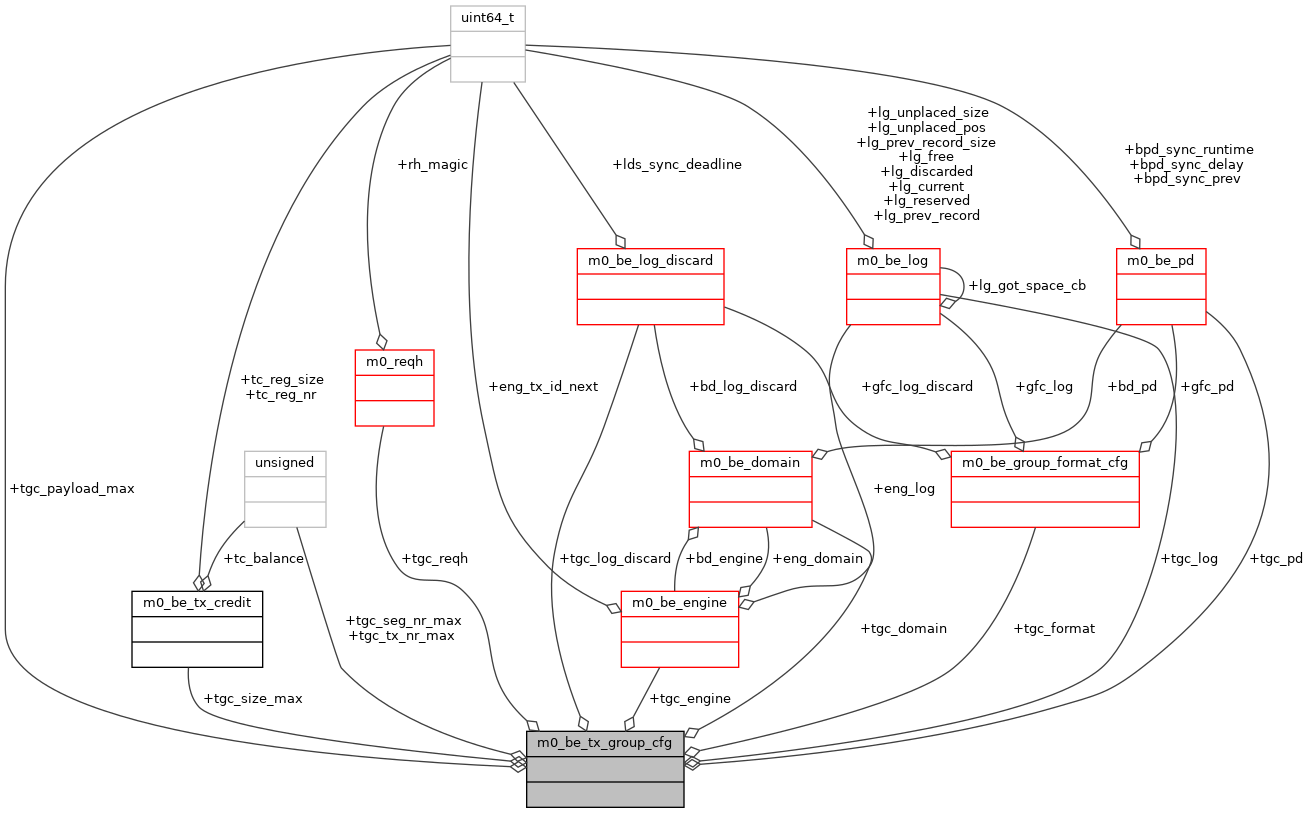 uint64_t
+lg_unplaced_size
+lg_unplaced_pos
+lg_prev_record_size
+lg_free
+lg_discarded
+lg_current
+lg_reserved
+lg_prev_record
+bpd_sync_runtime
+bpd_sync_delay
+bpd_sync_prev
+rh_magic
+lds_sync_deadline
m0_be_log_discard
m0_be_log
m0_be_pd
+lg_got_space_cb
m0_reqh
+tc_reg_size
+tc_reg_nr
+eng_tx_id_next
+bd_log_discard
+gfc_log_discard
+gfc_log
+bd_pd
+gfc_pd
unsigned
m0_be_domain
m0_be_group_format_cfg
+tgc_payload_max
+eng_log
+tc_balance
+tgc_reqh
+tgc_log_discard
+bd_engine
+eng_domain
+tgc_log
+tgc_pd
m0_be_tx_credit
m0_be_engine
+tgc_seg_nr_max
+tgc_tx_nr_max
+tgc_domain
+tgc_format
+tgc_size_max
+tgc_engine
m0_be_tx_group_cfg